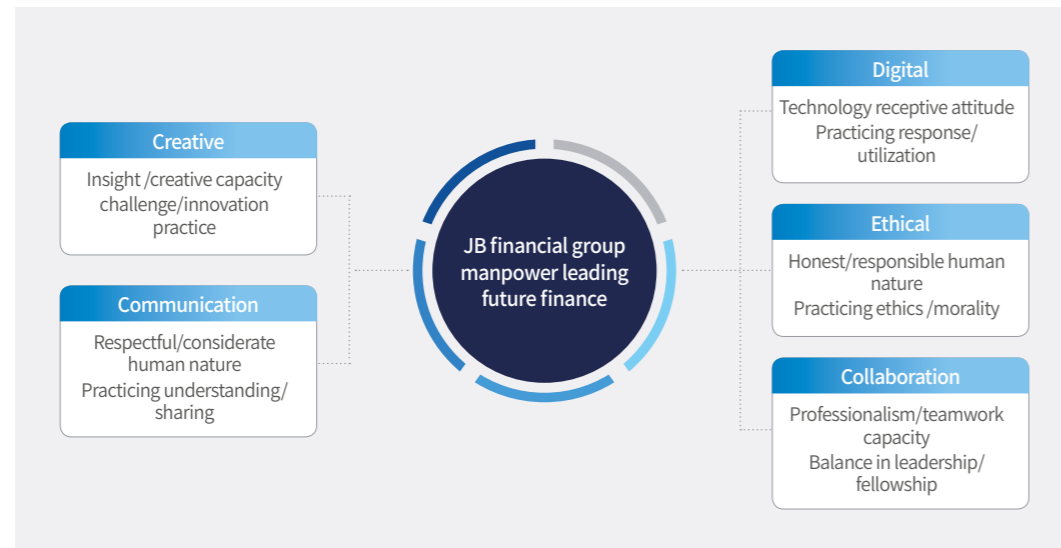 Creative
Insight /creative capacity
challenge/innovation
practice
Communication
Respectful/considerate
human nature
Practicing understanding/
sharing
JB financial group
manpower leading
future finance
Digital
Technology receptive attitude
Practicing response/
utilization
Ethical
Honest/responsible human
nature
Practicing ethics /morality
Collaboration
Professionalism/teamwork
capacity
Balance in leadership/
fellowship